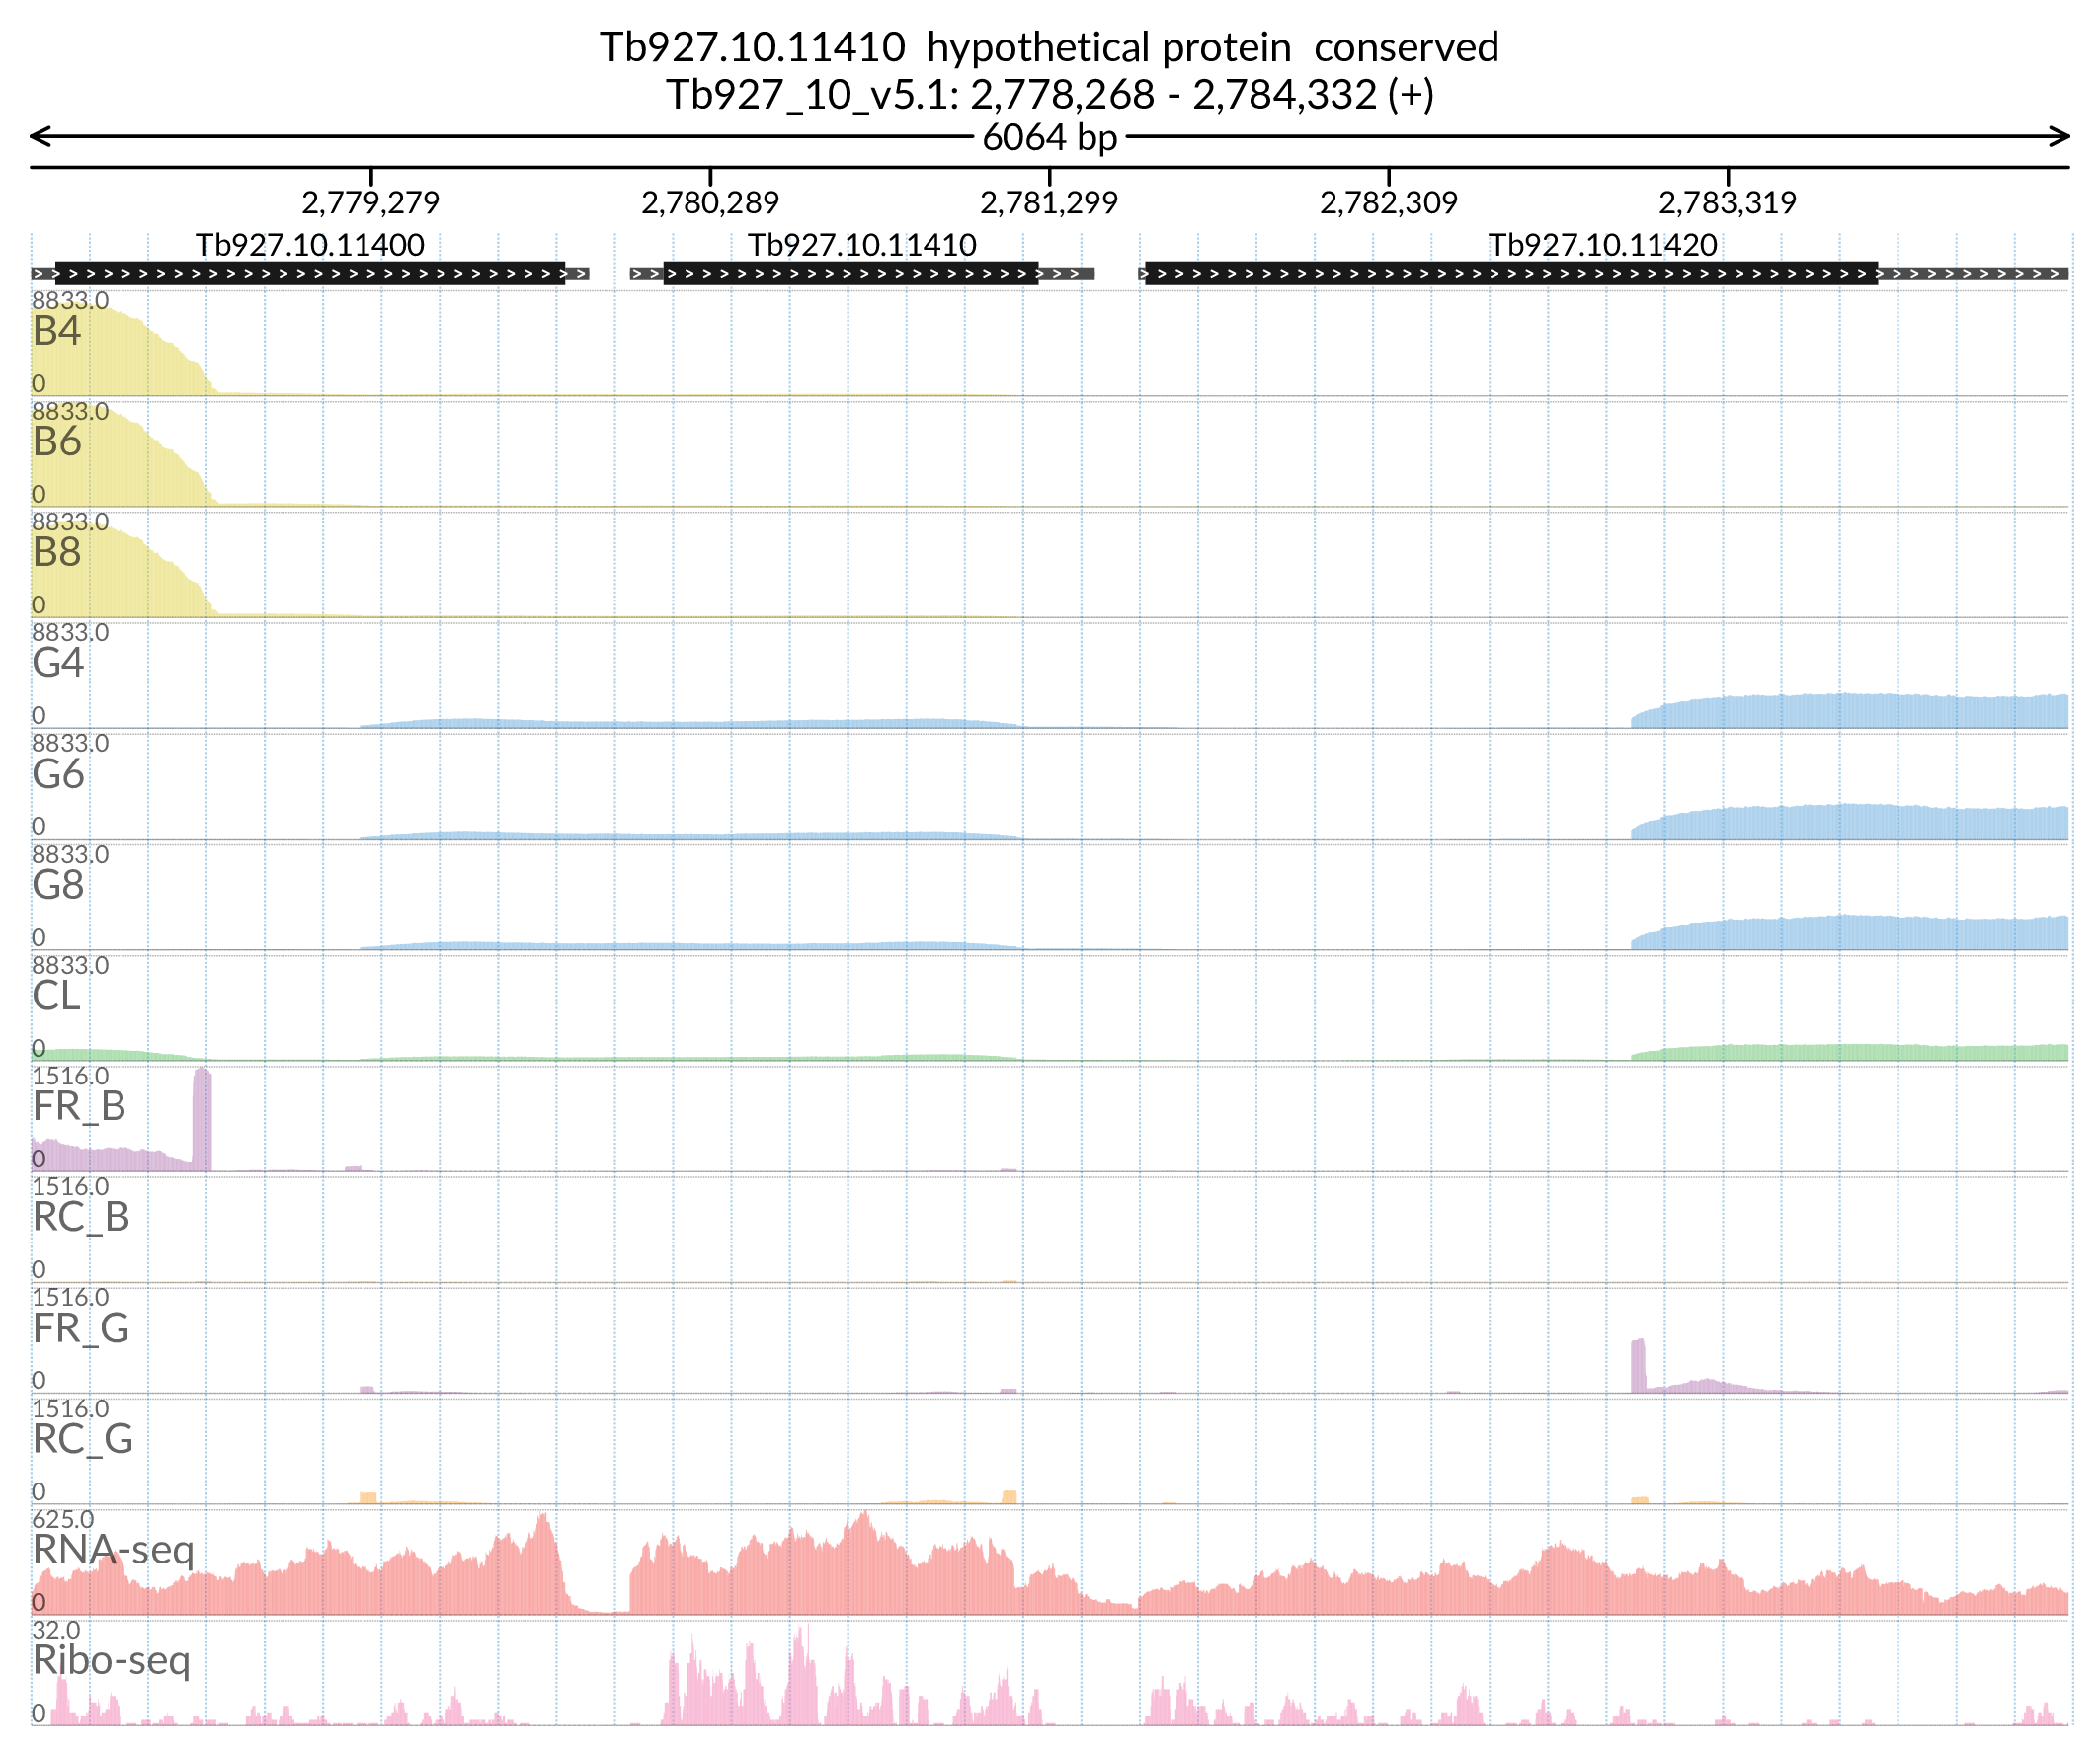 Tb927.10.11410  hypothetical protein  conserved
Tb927_10_v5.1: 2,778,268 - 2,784,332 (+)
6064 bp
2,779,279 2,780,289 2,781,299 2,782,309 2,783,319
Tb927.10.11400 Tb927.10.11410 Tb927.10.11420
8833.0
B4
0
8833.0
B6
0
8833.0
B8
0
8833.0
G4
0
8833.0
G6
0
8833.0
G8
0
8833.0
CL
0
1516.0
FR_B
0
1516.0
RC_B
0
1516.0
FR_G
0
1516.0
RC_G
0
625.0
RNA-seq
0
32.0
Ribo-seq
0